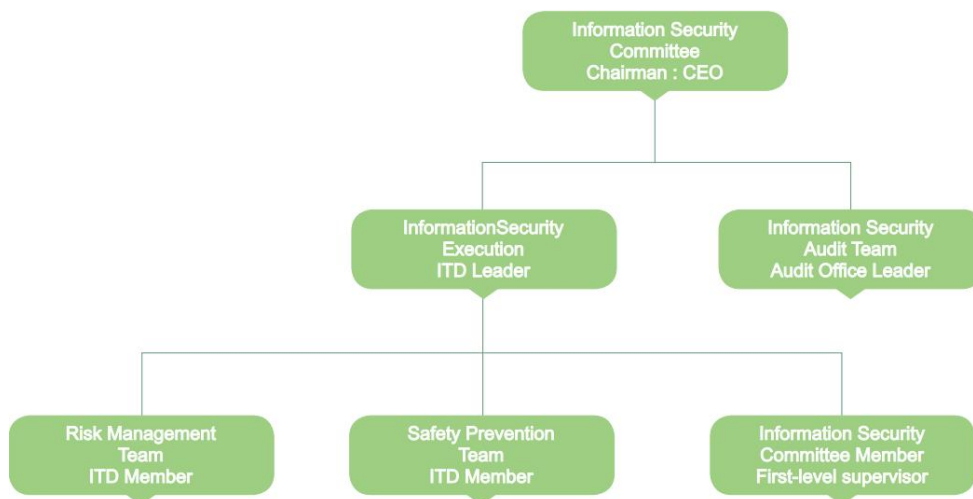 Information Security
Committee
Chairman : CEO
InformationSecurity
Execution
ITD Leader
Information Security
Audit Team
Audit Office Leader
Risk Management
Team
ITD Member
Safety Prevention
Team
ITD Member
Information Security
Committee Member
First-level supervisor